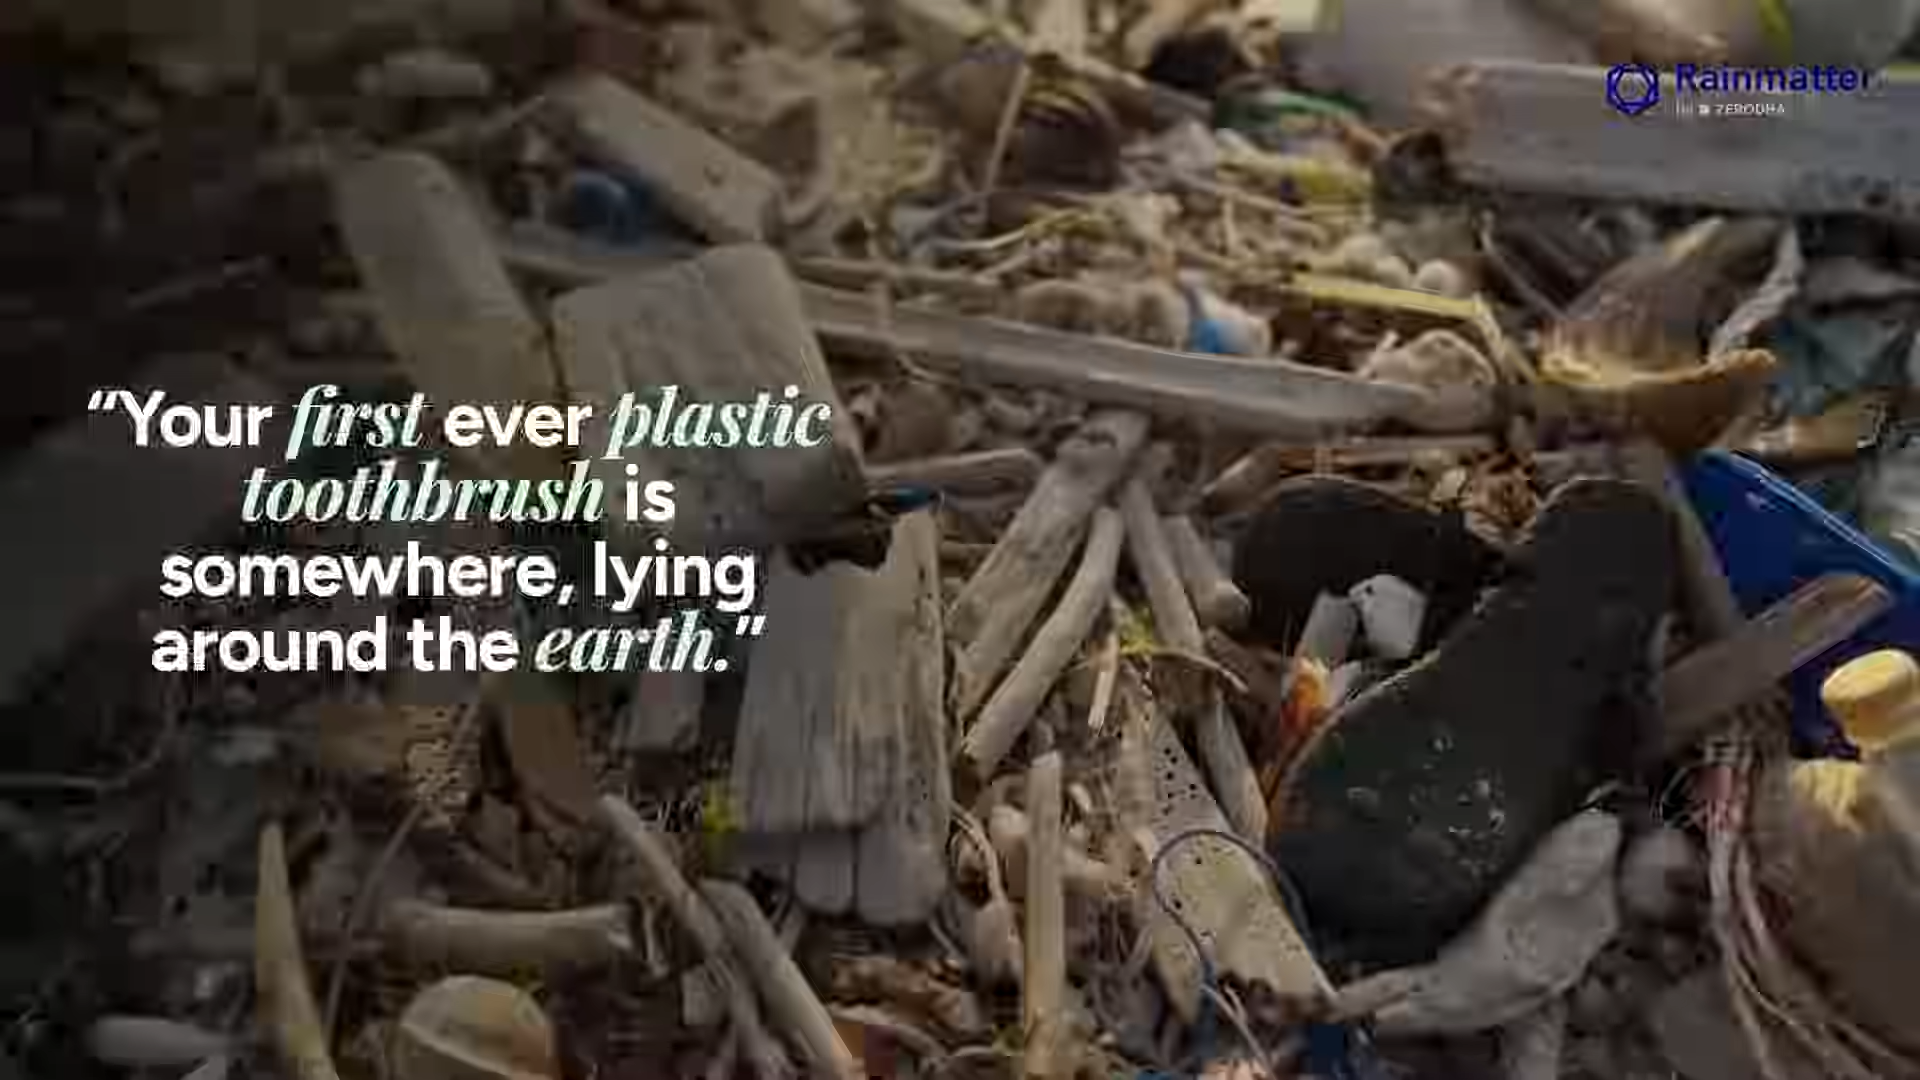 “Your first ever plastic
toothbrush is
somewhere, lying
around the earth.”
Rainmatter
ZERODHA